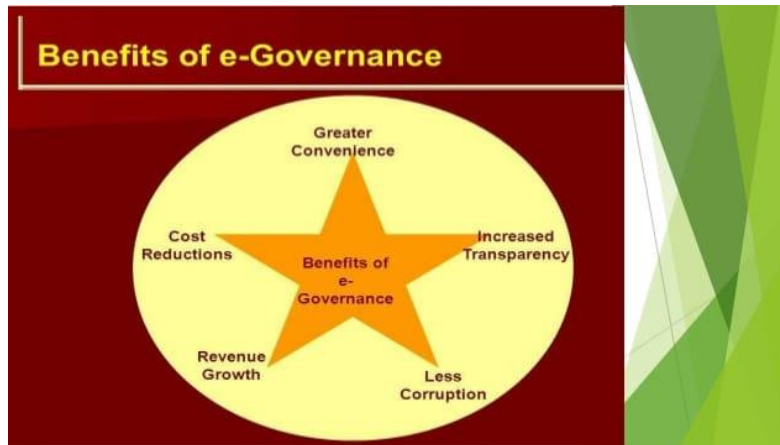 Benefits of e-Governance
Greater
Convenience
Cost
Reductions
Increased
Transparency
Benefits of
e-
Governance
Revenue
Growth
Less
Corruption